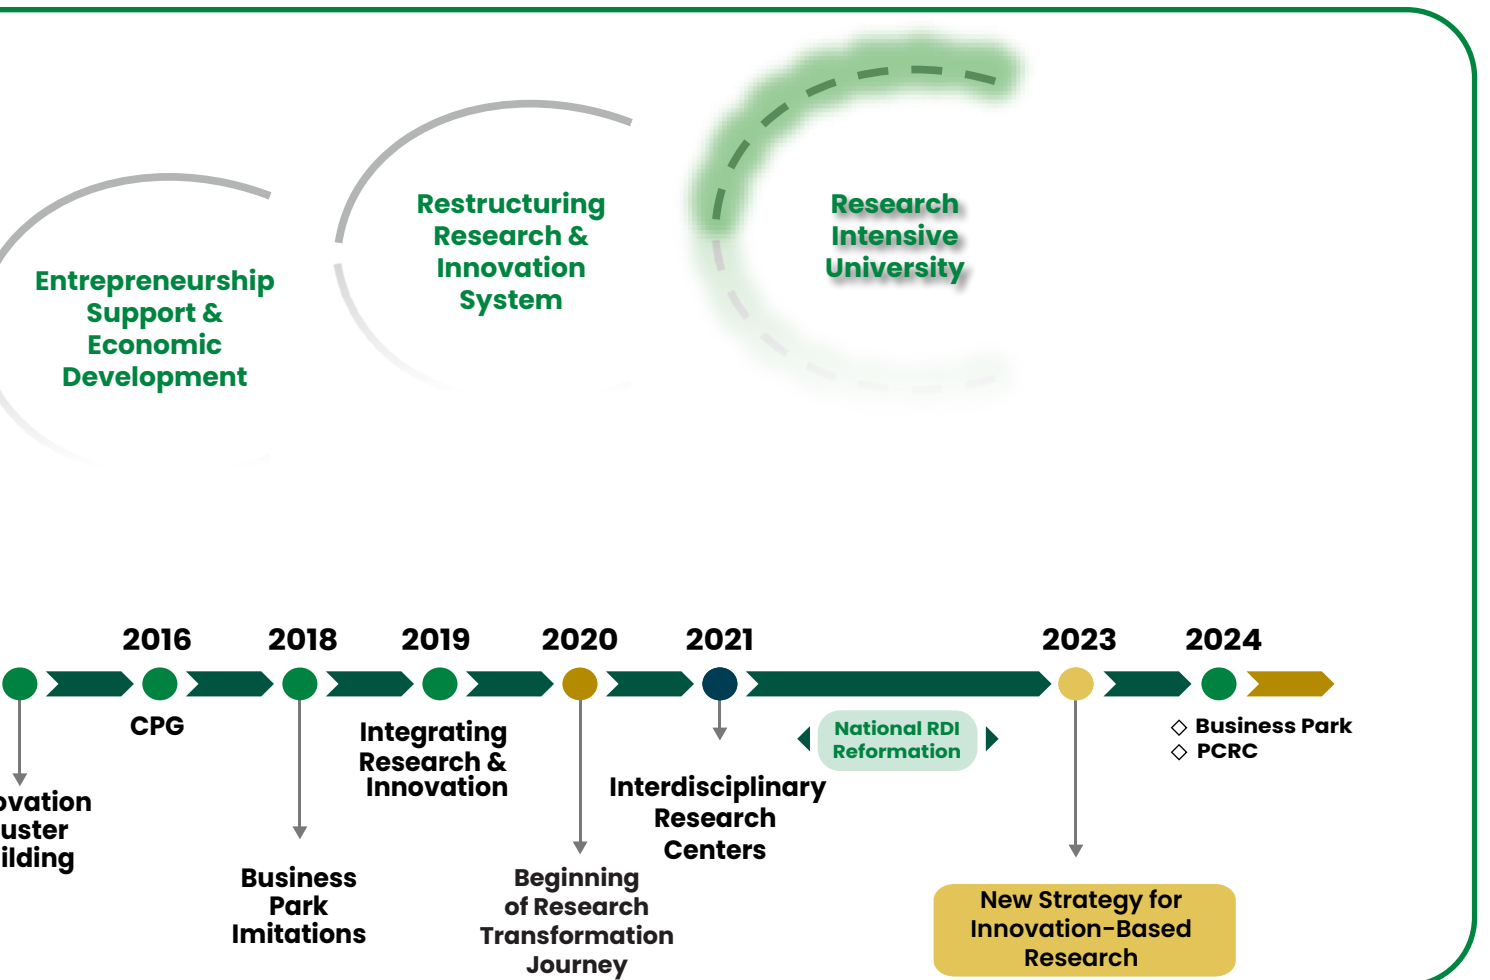 Entrepreneurship
Support &
Economic
Development
Restructuring
Research &
Innovation
System
Research
Intensive
University
2016
2018
2019
2020
2021
2023
2024
ovation
uster
ilding
CPG
Business
Park
Imitations
Integrating
Research &
Innovation
Beginning
of Research
Transformation
Journey
Interdisciplinary
Research
Centers
National RDI
Reformation
New Strategy for
Innovation-Based
Research
◇ Business Park
◇ PCRC